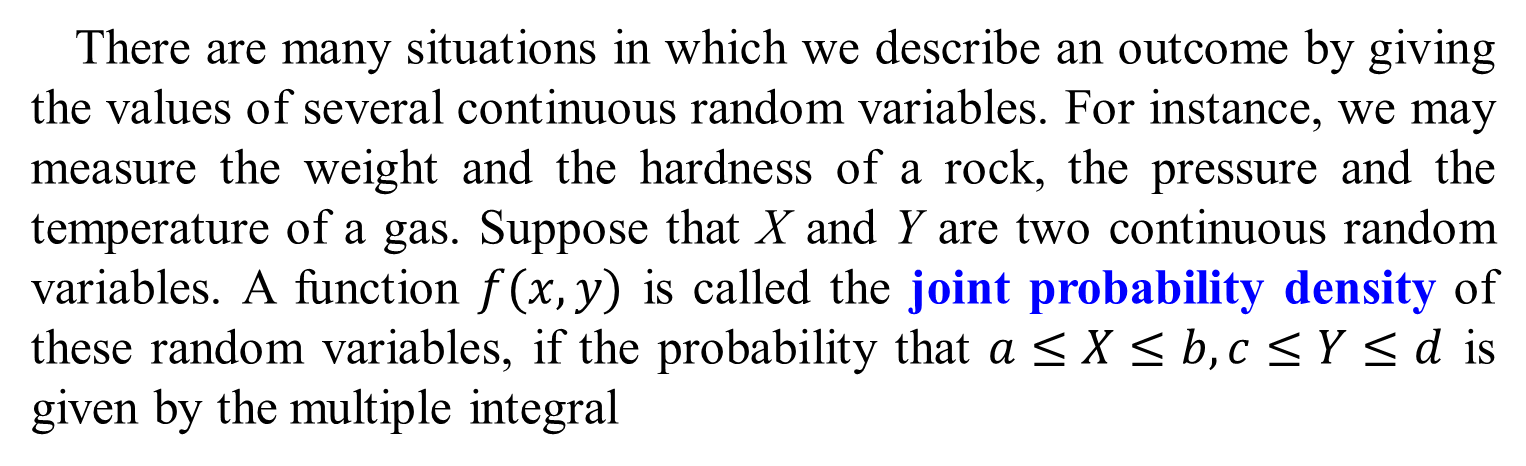 There are many situations in which we describe an outcome by giving
the values of several continuous random variables. For instance, we may
measure the weight and the hardness of a rock, the pressure and the
temperature of a gas. Suppose that X and Y are two continuous random
variables. A function f(x, y) is called the joint probability density of
these random variables, if the probability that a ≤ X ≤ b, c ≤ Y ≤ d is
given by the multiple integral